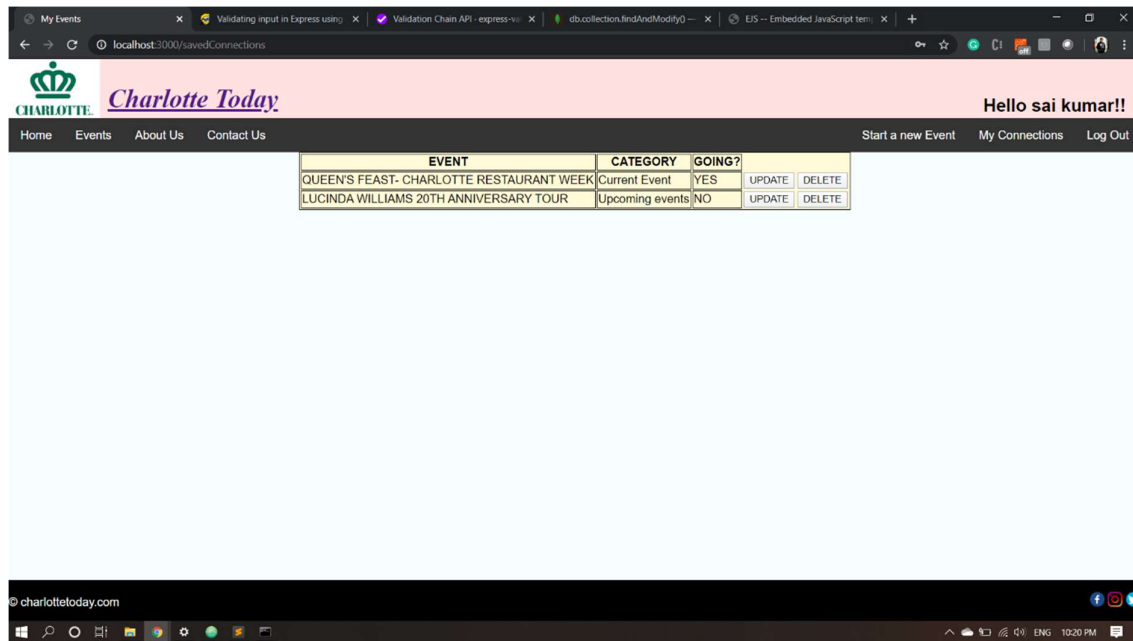 My Events
Validating input in Express using
Validation Chain API - express-va
db.collection.findAndModify() —
EJS -- Embedded JavaScript tem
localhost:3000/savedConnections
off
CHARLOTTE.
Charlotte Today
Hello sai kumar!!
Home Events About Us Contact Us Start a new Event My Connections Log Out
EVENT CATEGORY GOING?
QUEEN'S FEAST- CHARLOTTE RESTAURANT WEEK Current Event YES UPDATE DELETE
LUCINDA WILLIAMS 20TH ANNIVERSARY TOUR Upcoming events NO UPDATE DELETE
© charlottetoday.com
ENG 10:20 PM